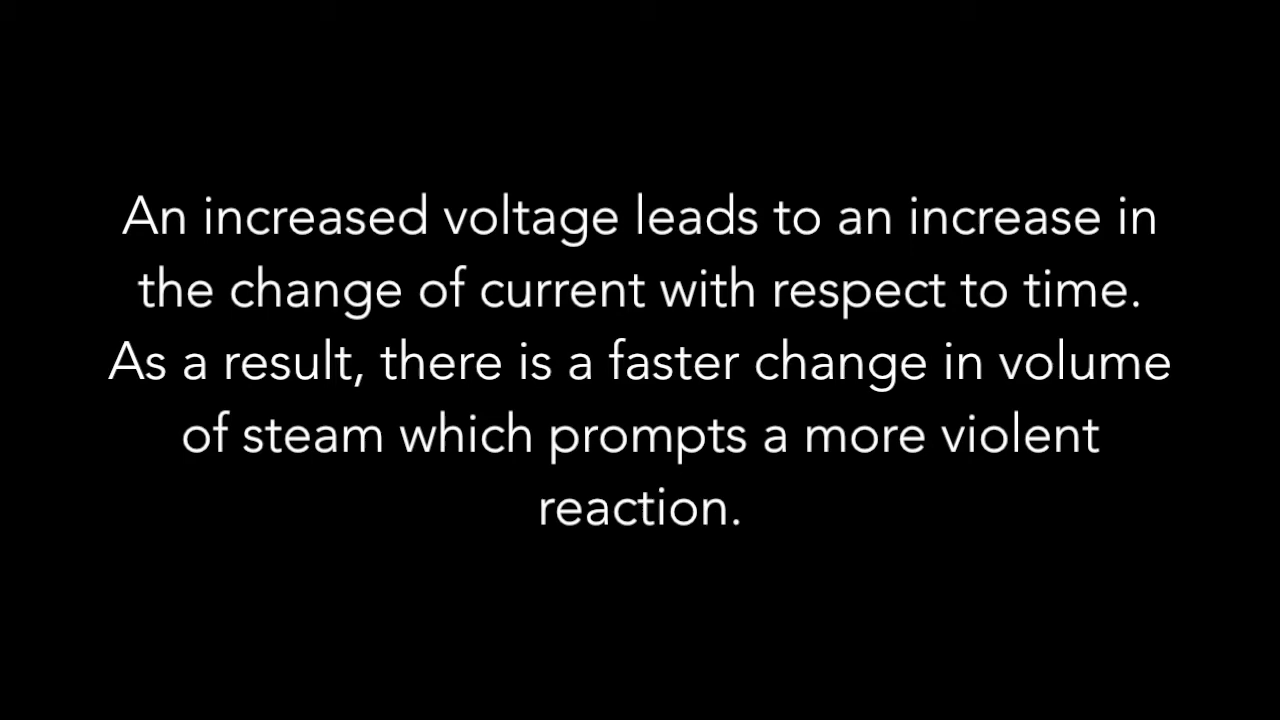 An increased voltage leads to an increase in
the change of current with respect to time.
As a result, there is a faster change in volume
of steam which prompts a more violent
reaction.